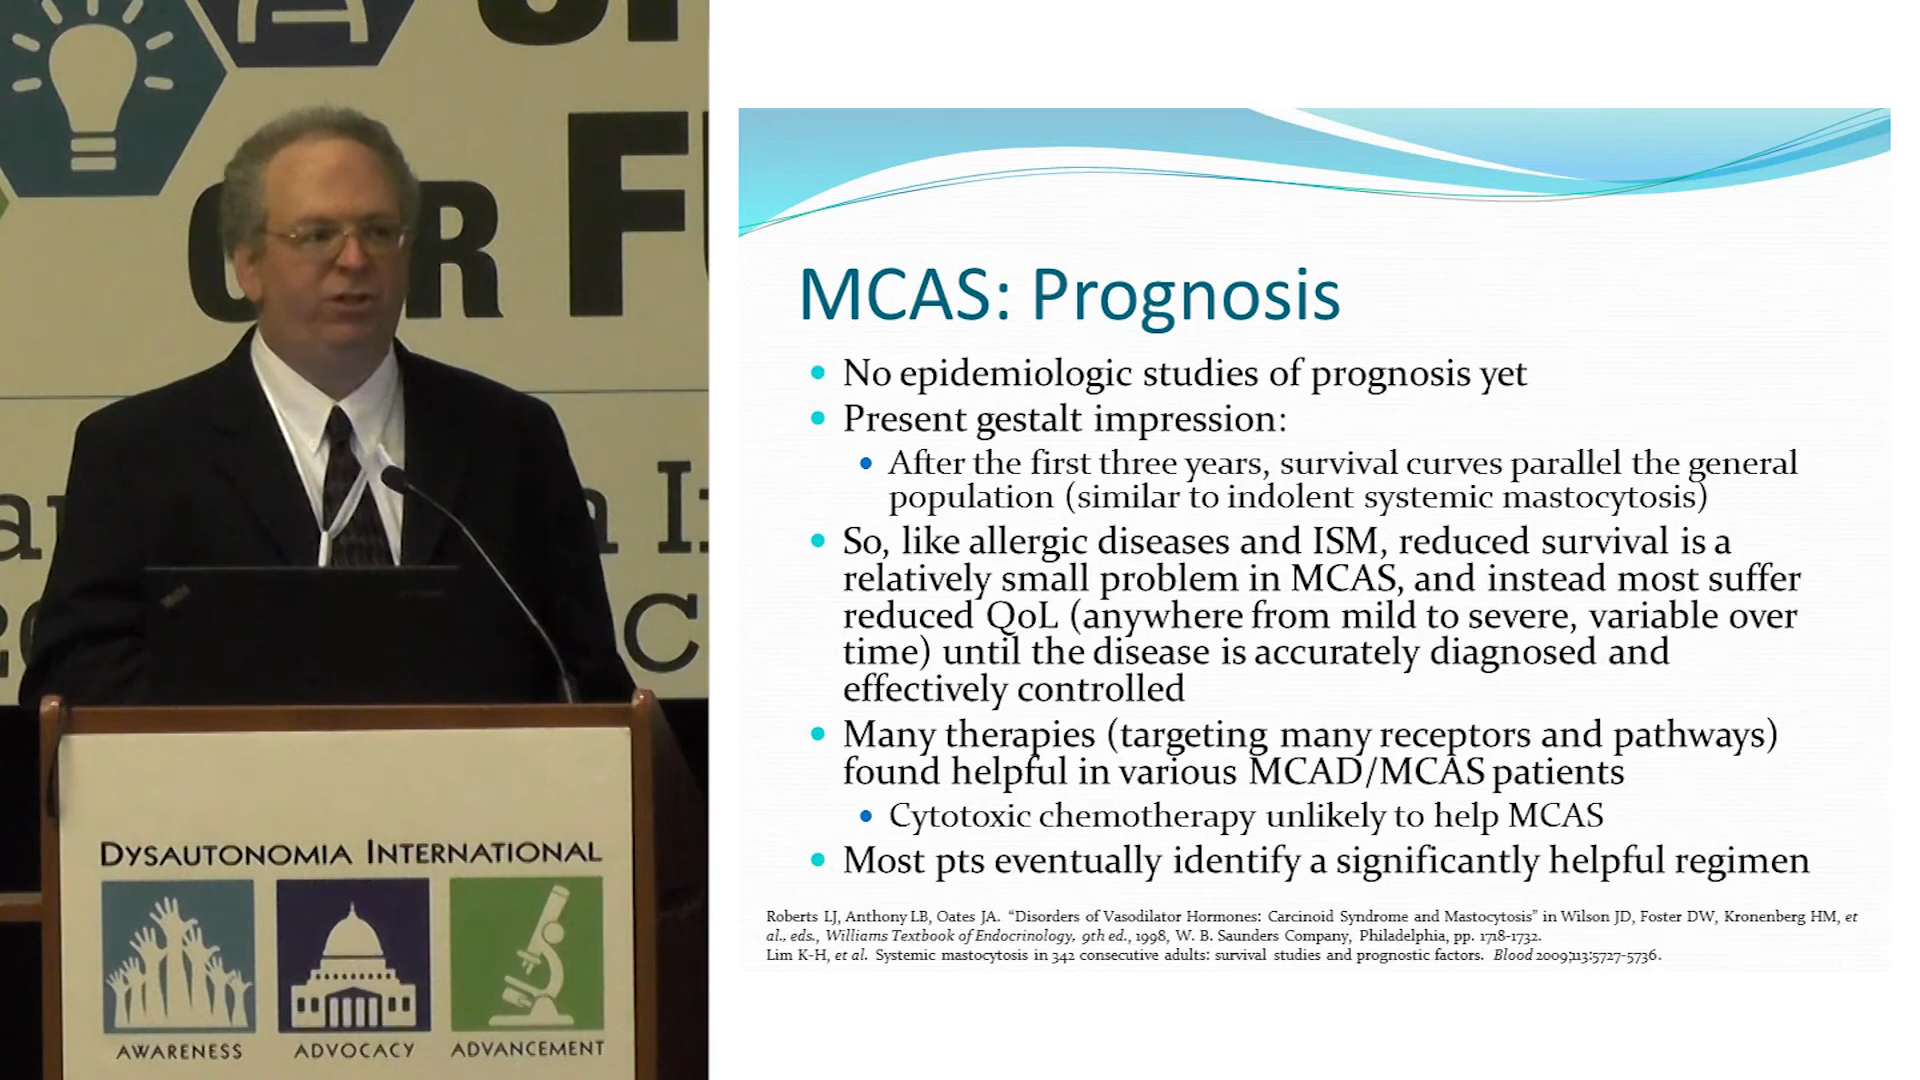 OR F
MCAS: Prognosis
No epidemiologic studies of prognosis yet
Present gestalt impression:
After the first three years, survival curves parallel the general
population (similar to indolent systemic mastocytosis)
So, like allergic diseases and ISM, reduced survival is a
relatively small problem in MCAS, and instead most suffer
reduced QoL (anywhere from mild to severe, variable over
time) until the disease is accurately diagnosed and
effectively controlled
Many therapies (targeting many receptors and pathways)
found helpful in various MCAD/MCAS patients
Cytotoxic chemotherapy unlikely to help MCAS
Most pts eventually identify a significantly helpful regimen
Roberts LJ, Anthony LB, Oates JA. “Disorders of Vasodilator Hormones: Carcinoid Syndrome and Mastocytosis” in Wilson JD, Foster DW, Kronenberg HM, et
al., eds., Williams Textbook of Endocrinology, 9th ed., 1998, W. B. Saunders Company, Philadelphia, pp. 1718-1732.
Lim K-H, et al. Systemic mastocytosis in 342 consecutive adults: survival studies and prognostic factors. Blood 2009;113:5727-5736.
DYSAUTONOMIA INTERNATIONAL
AWARENESS ADVOCACY ADVANCEMENT